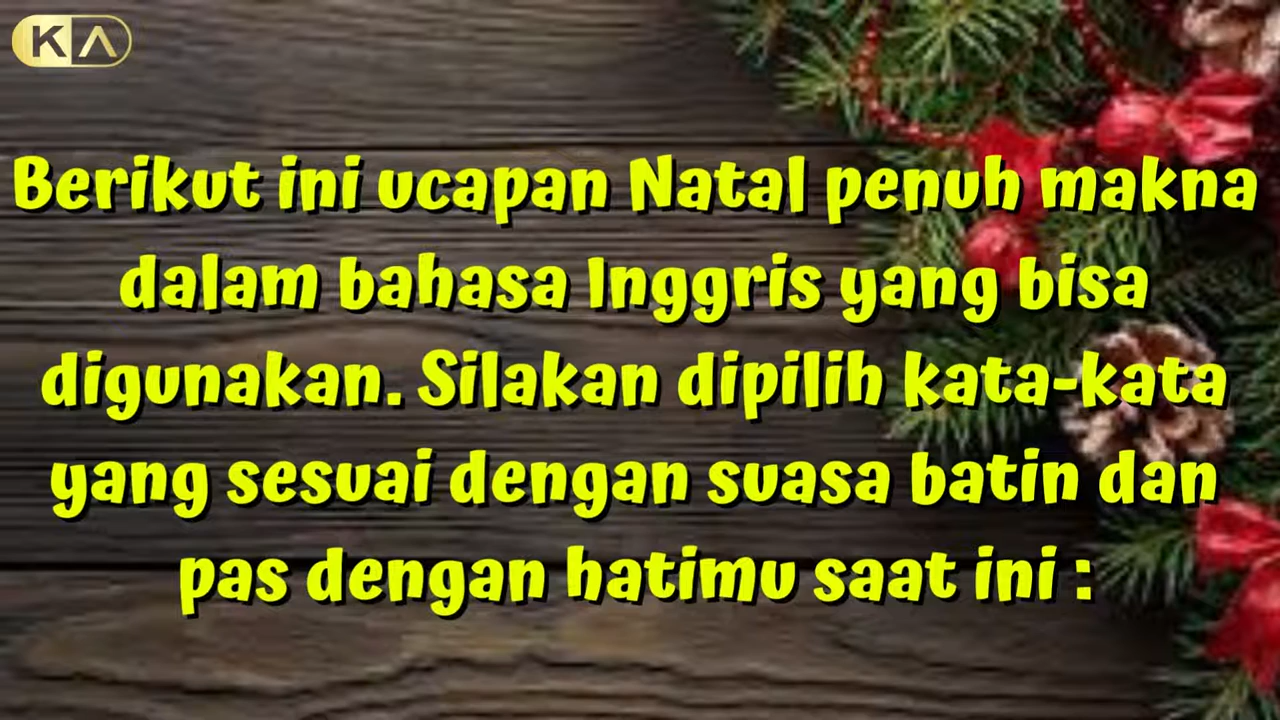 KA
Berikut ini ucapan Natal penuh makna
dalam bahasa Inggris yang bisa
digunakan. Silakan dipilih kata-kata
yang sesuai dengan suasa batin dan
pas dengan hatimu saat ini :